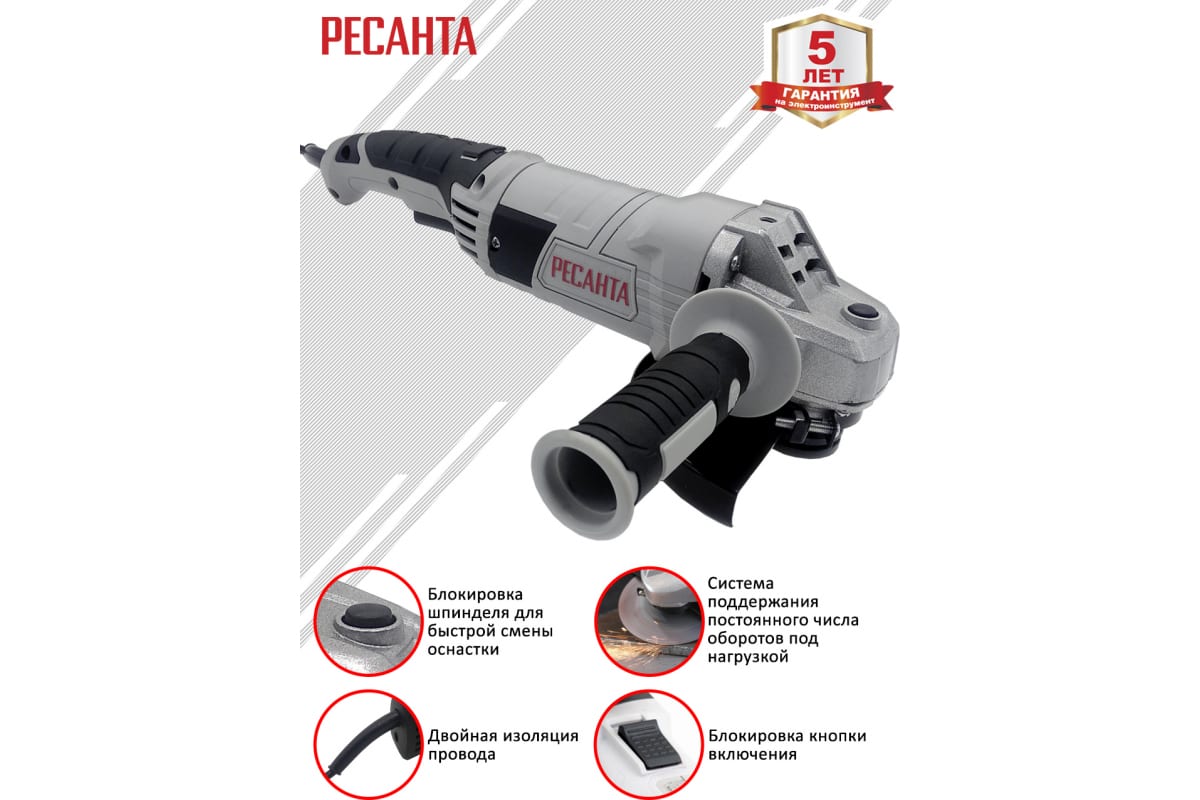 РЕСАНТА
5
ЛЕТ
ГАРАНТИЯ
на электроинструмент
РЕСАНТА
Блокировка
шпинделя для
быстрой смены
оснастки
Система
поддержания
постоянного числа
оборотов под
нагрузкой
Двойная изоляция
провода
Блокировка кнопки
включения